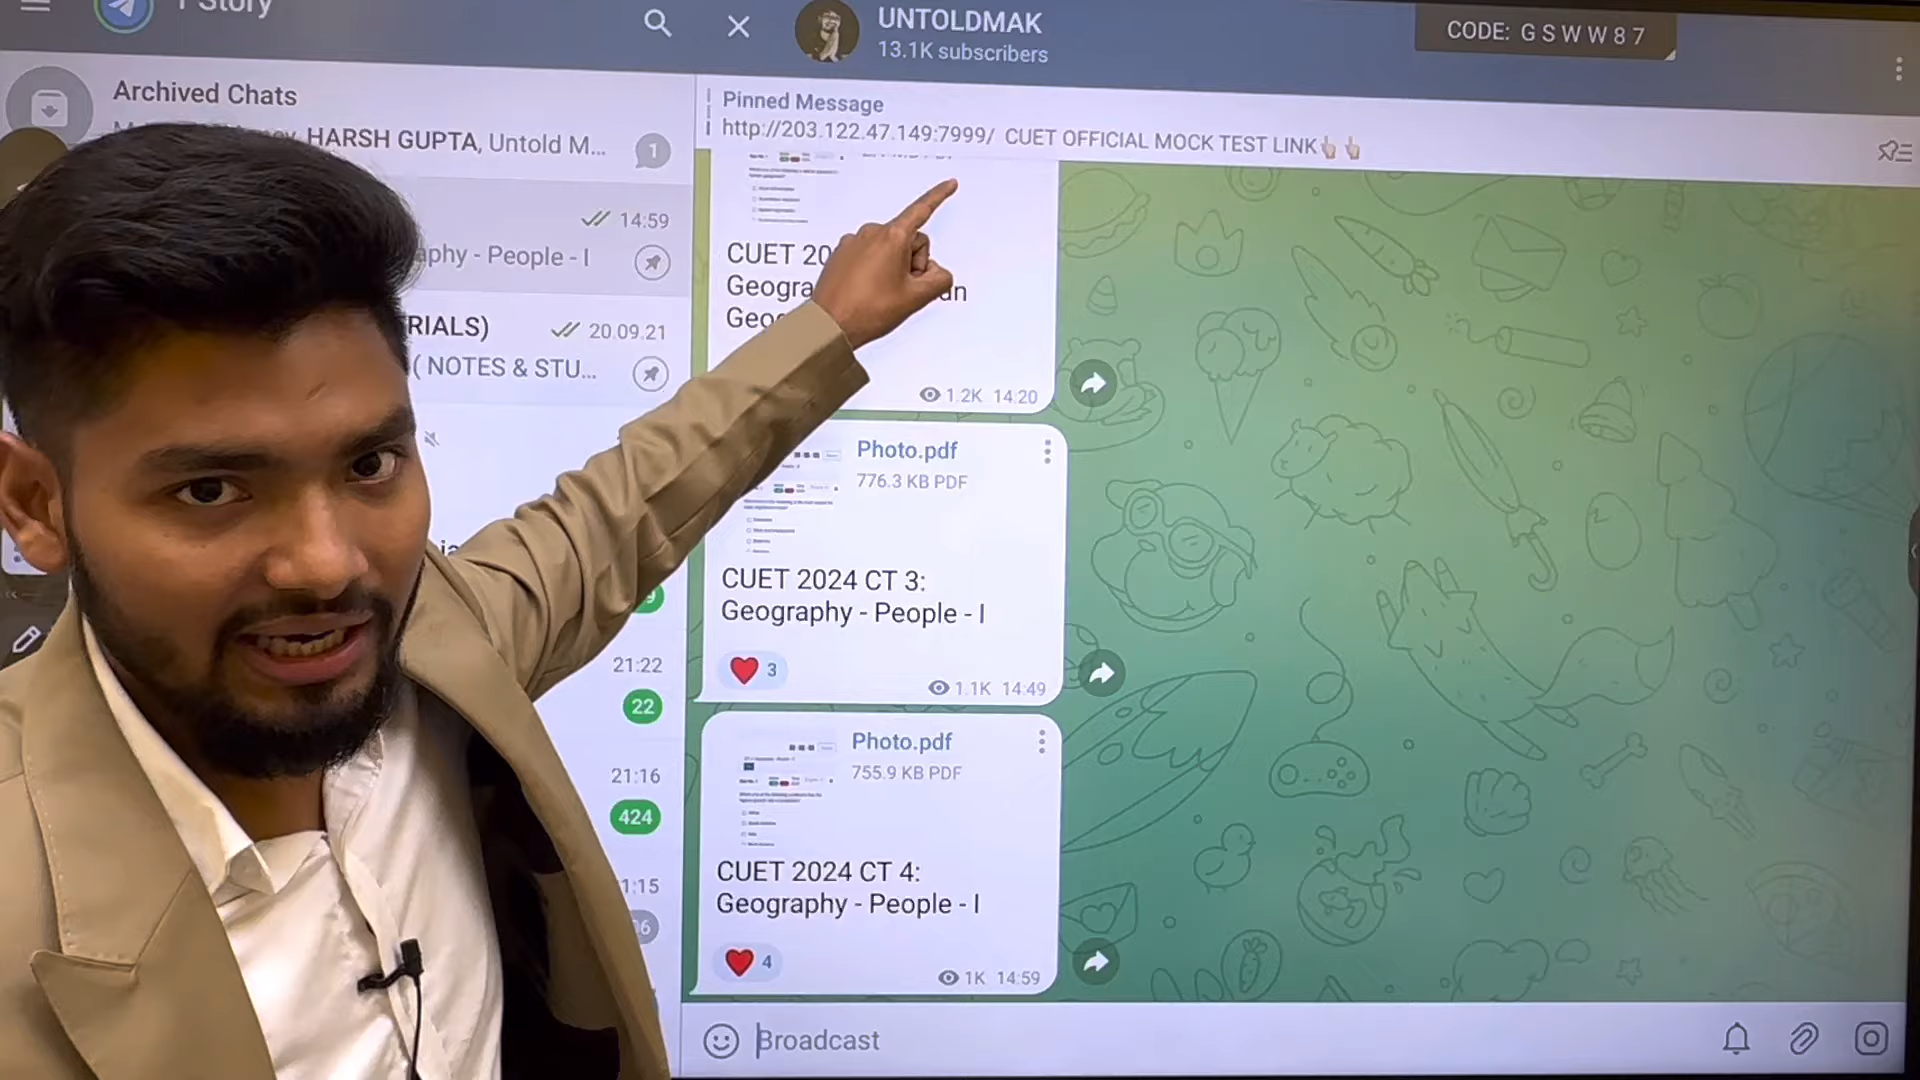 1 Story
UNTOLDMAK
13.1K subscribers
CODE: G S W W 8 7
Archived Chats
HARSH GUPTA, Untold M...
1
Pinned Message
http://203.122.47.149:7999/ CUET OFFICIAL MOCK TEST LINK👆👆
14:59
aphy - People - I
RIALS)
20.09.21
( NOTES & STU...
21:22
22
21:16
424
1:15
CUET 20
Geogra an
Geo
1.2K 14:20
Photo.pdf
776.3 KB PDF
CUET 2024 CT 3:
Geography - People - I
❤️ 3
1.1K 14:49
Photo.pdf
755.9 KB PDF
CUET 2024 CT 4:
Geography - People - I
❤️ 4
1K 14:59
Broadcast